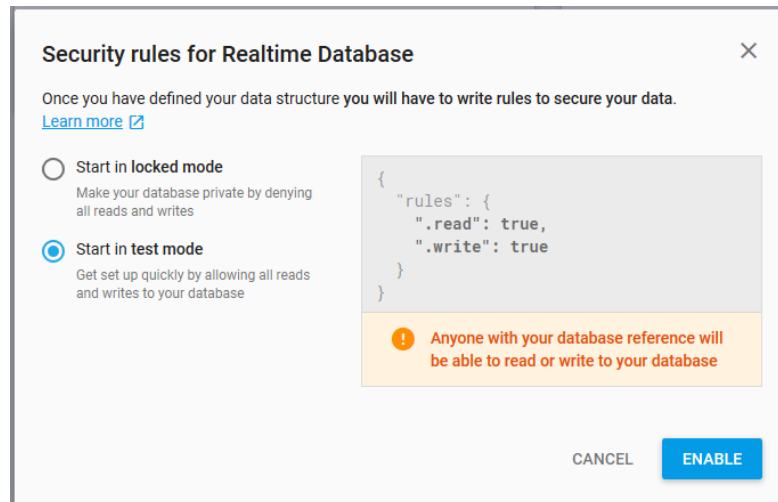 Security rules for Realtime Database
Once you have defined your data structure you will have to write rules to secure your data.
Learn more
Start in locked mode
Make your database private by denying
all reads and writes
Start in test mode
Get set up quickly by allowing all reads
and writes to your database
{
"rules": {
".read": true,
".write": true
}
}
Anyone with your database reference will
be able to read or write to your database
CANCEL
ENABLE